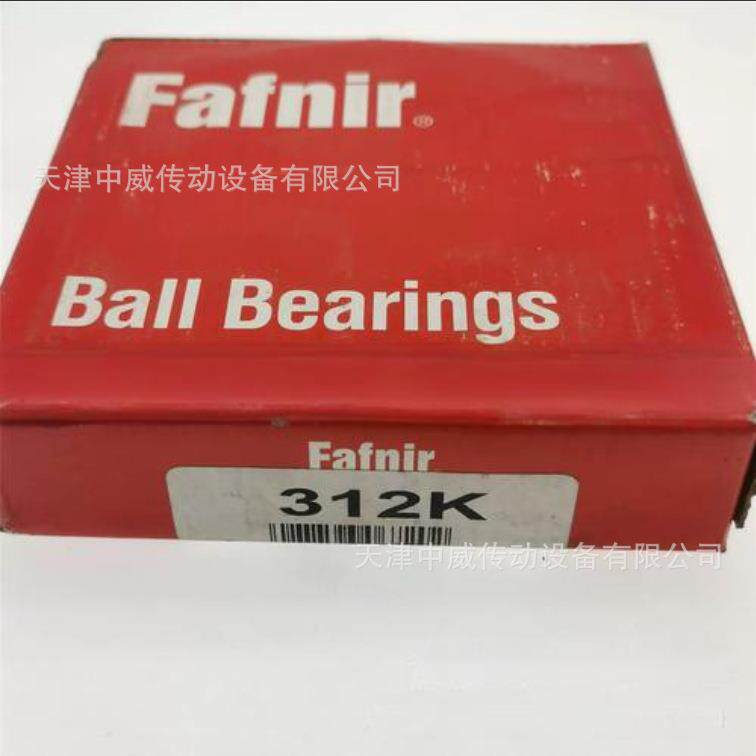 Fafnir®
天津中威传动设备有限公司
Ball Bearings
Fafnir
312K
天津中威传动设备有限公司